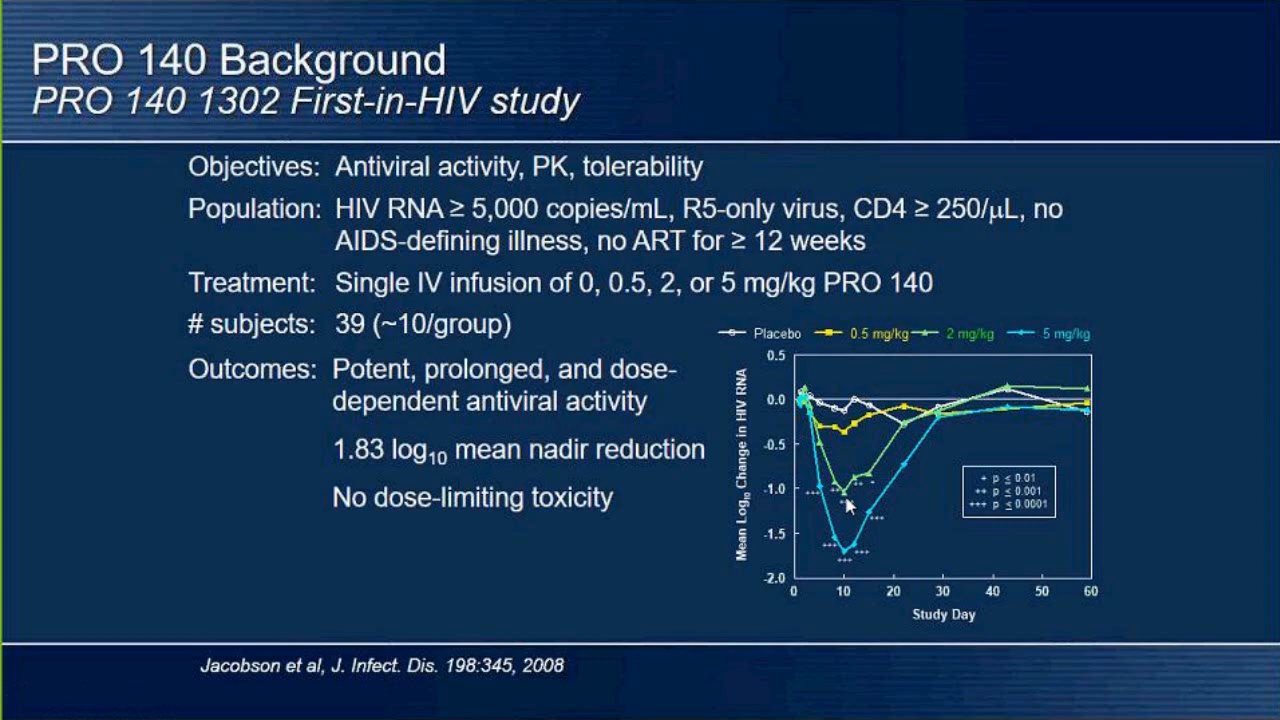 PRO 140 Background
PRO 140 1302 First-in-HIV study
Objectives: Antiviral activity, PK, tolerability
Population: HIV RNA ≥ 5,000 copies/mL, R5-only virus, CD4 ≥ 250/μL, no
AIDS-defining illness, no ART for ≥ 12 weeks
Treatment: Single IV infusion of 0, 0.5, 2, or 5 mg/kg PRO 140
# subjects: 39 (~10/group)
Outcomes: Potent, prolonged, and dose-
dependent antiviral activity
1.83 log₁₀ mean nadir reduction
No dose-limiting toxicity
Placebo 0.5 mg/kg 2 mg/kg 5 mg/kg
Mean Log₁₀ Change in HIV RNA
0.5
0.0
-0.5
-1.0
-1.5
-2.0
+++
+++
+++
+++
+++
+ p ≤ 0.01
++ p ≤ 0.001
+++ p ≤ 0.0001
0 10 20 30 40 50 60
Study Day
Jacobson et al, J. Infect. Dis. 198:345, 2008